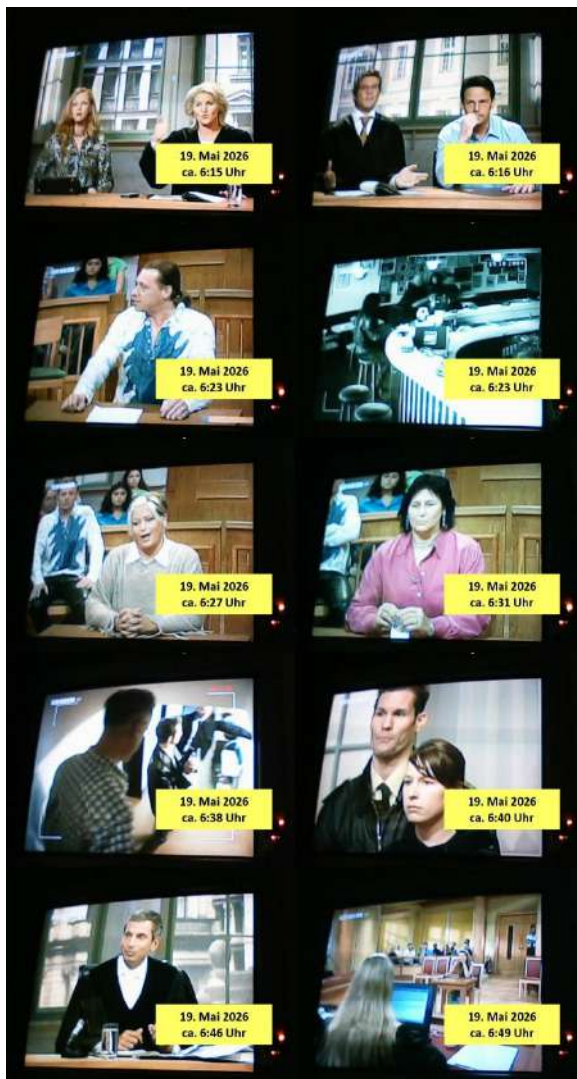 19. Mai 2026
ca. 6:15 Uhr
19. Mai 2026
ca. 6:16 Uhr
19. Mai 2026
ca. 6:23 Uhr
19. Mai 2026
ca. 6:23 Uhr
19. Mai 2026
ca. 6:27 Uhr
19. Mai 2026
ca. 6:31 Uhr
19. Mai 2026
ca. 6:38 Uhr
19. Mai 2026
ca. 6:40 Uhr
19. Mai 2026
ca. 6:46 Uhr
19. Mai 2026
ca. 6:49 Uhr